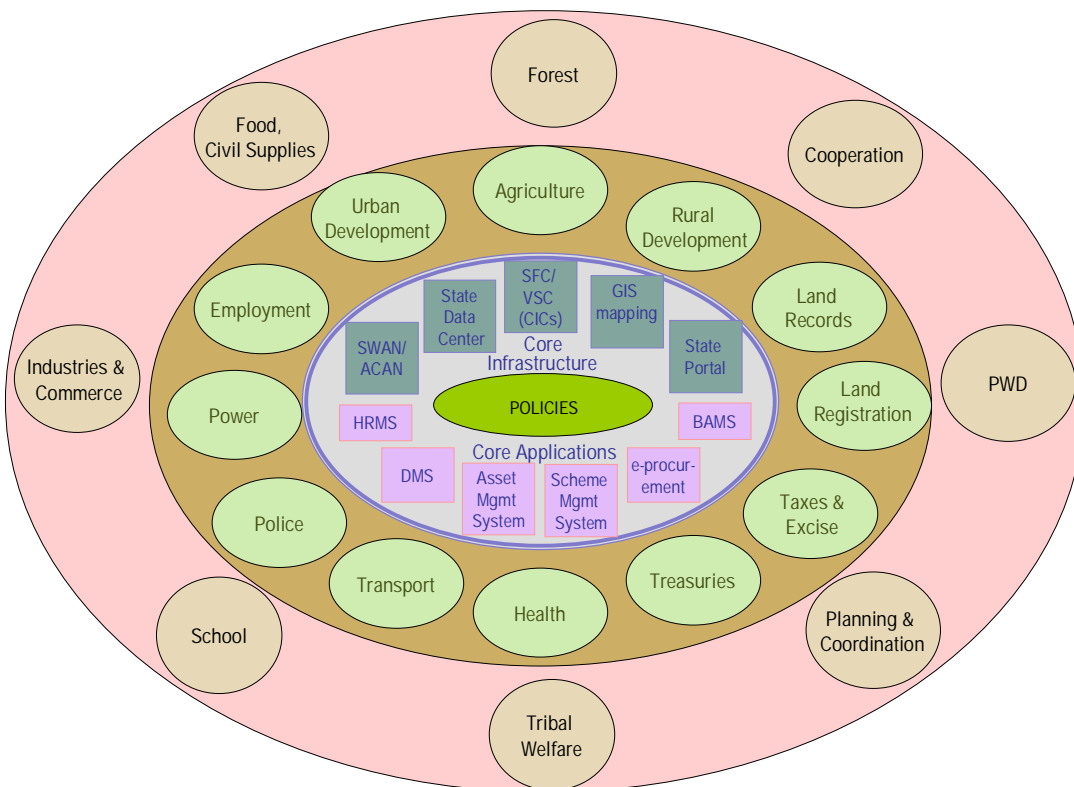 Forest
Food,
Civil Supplies
Cooperation
Agriculture
Urban
Development
Rural
Development
SFC/
VSC
(CICs)
State
Data
Center
GIS
mapping
Employment
Land
Records
SWAN/
ACAN
Core
Infrastructure
State
Portal
Industries &
Commerce
PWD
Power
HRMS
POLICIES
BAMS
Land
Registration
Core Applications
DMS
Asset
Mgmt
System
Scheme
Mgmt
System
e-procur-
ement
Police
Taxes &
Excise
Transport
Health
Treasuries
School
Planning &
Coordination
Tribal
Welfare